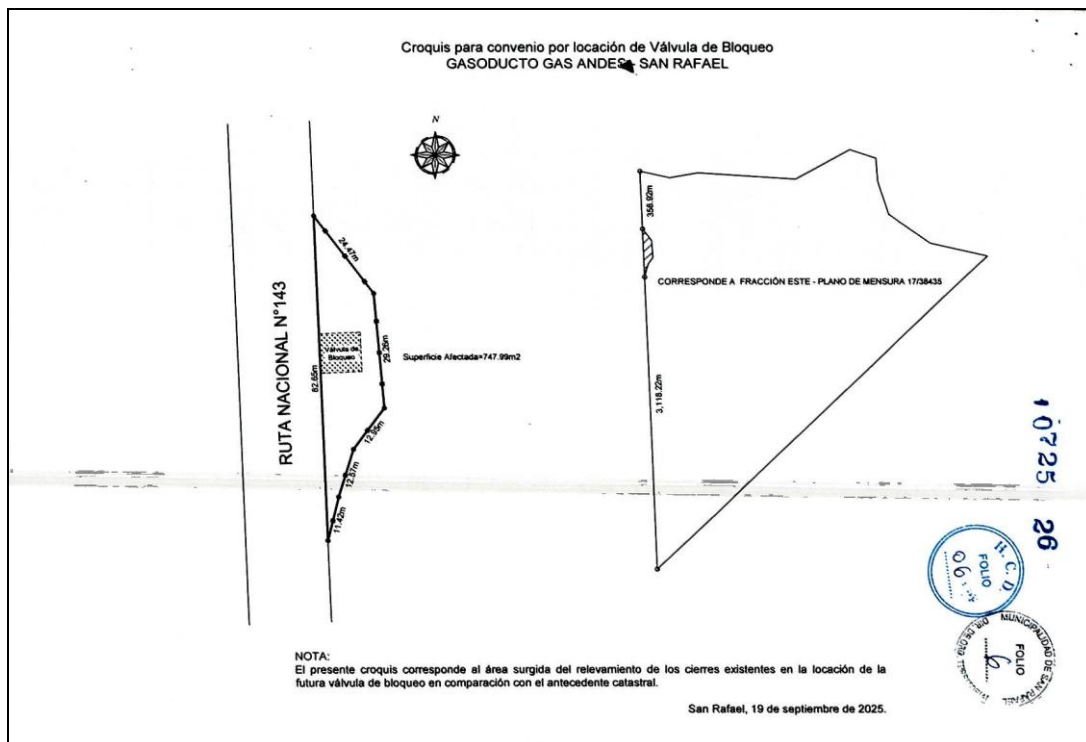 Croquis para convenio por locación de Válvula de Bloqueo
GASODUCTO GAS ANDES - SAN RAFAEL
N
RUTA NACIONAL N°143
24.47m
29.26m
82.65m
Válvula de
Bloqueo
Superficie Afectada=747.99m2
12.95m
12.57m
11.42m
358.92m
CORRESPONDE A FRACCIÓN ESTE - PLANO DE MENSURA 17/38435
3,118.22m
10725 26
H. C. D.
FOLIO
06
MUNICIPALIDAD DE SAN RAFAEL
FOLIO
6
NOTA:
El presente croquis corresponde al área surgida del relevamiento de los cierres existentes en la locación de la
futura válvula de bloqueo en comparación con el antecedente catastral.
San Rafael, 19 de septiembre de 2025.